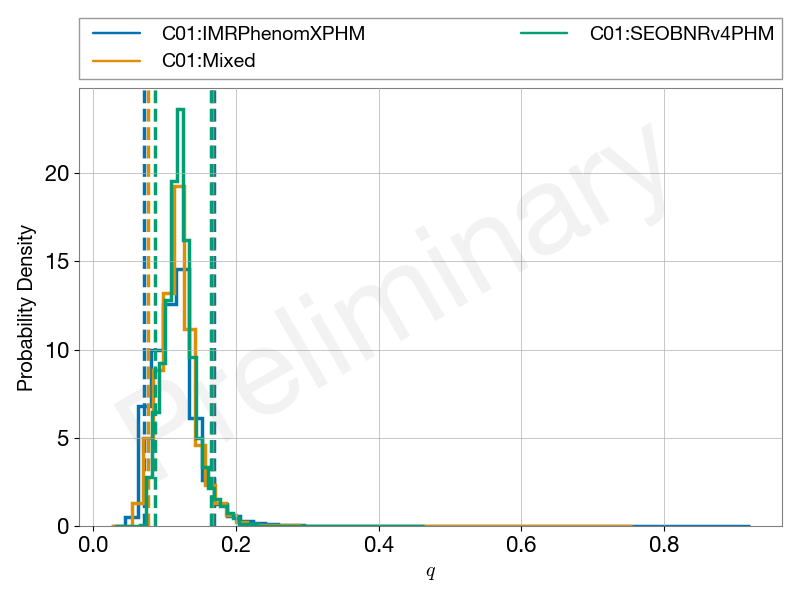 C01:IMRPhenomXPHM
C01:Mixed
C01:SEOBNRv4PHM
Preliminary
Probability Density
20
15
10
5
0
0.0 0.2 0.4 0.6 0.8
q